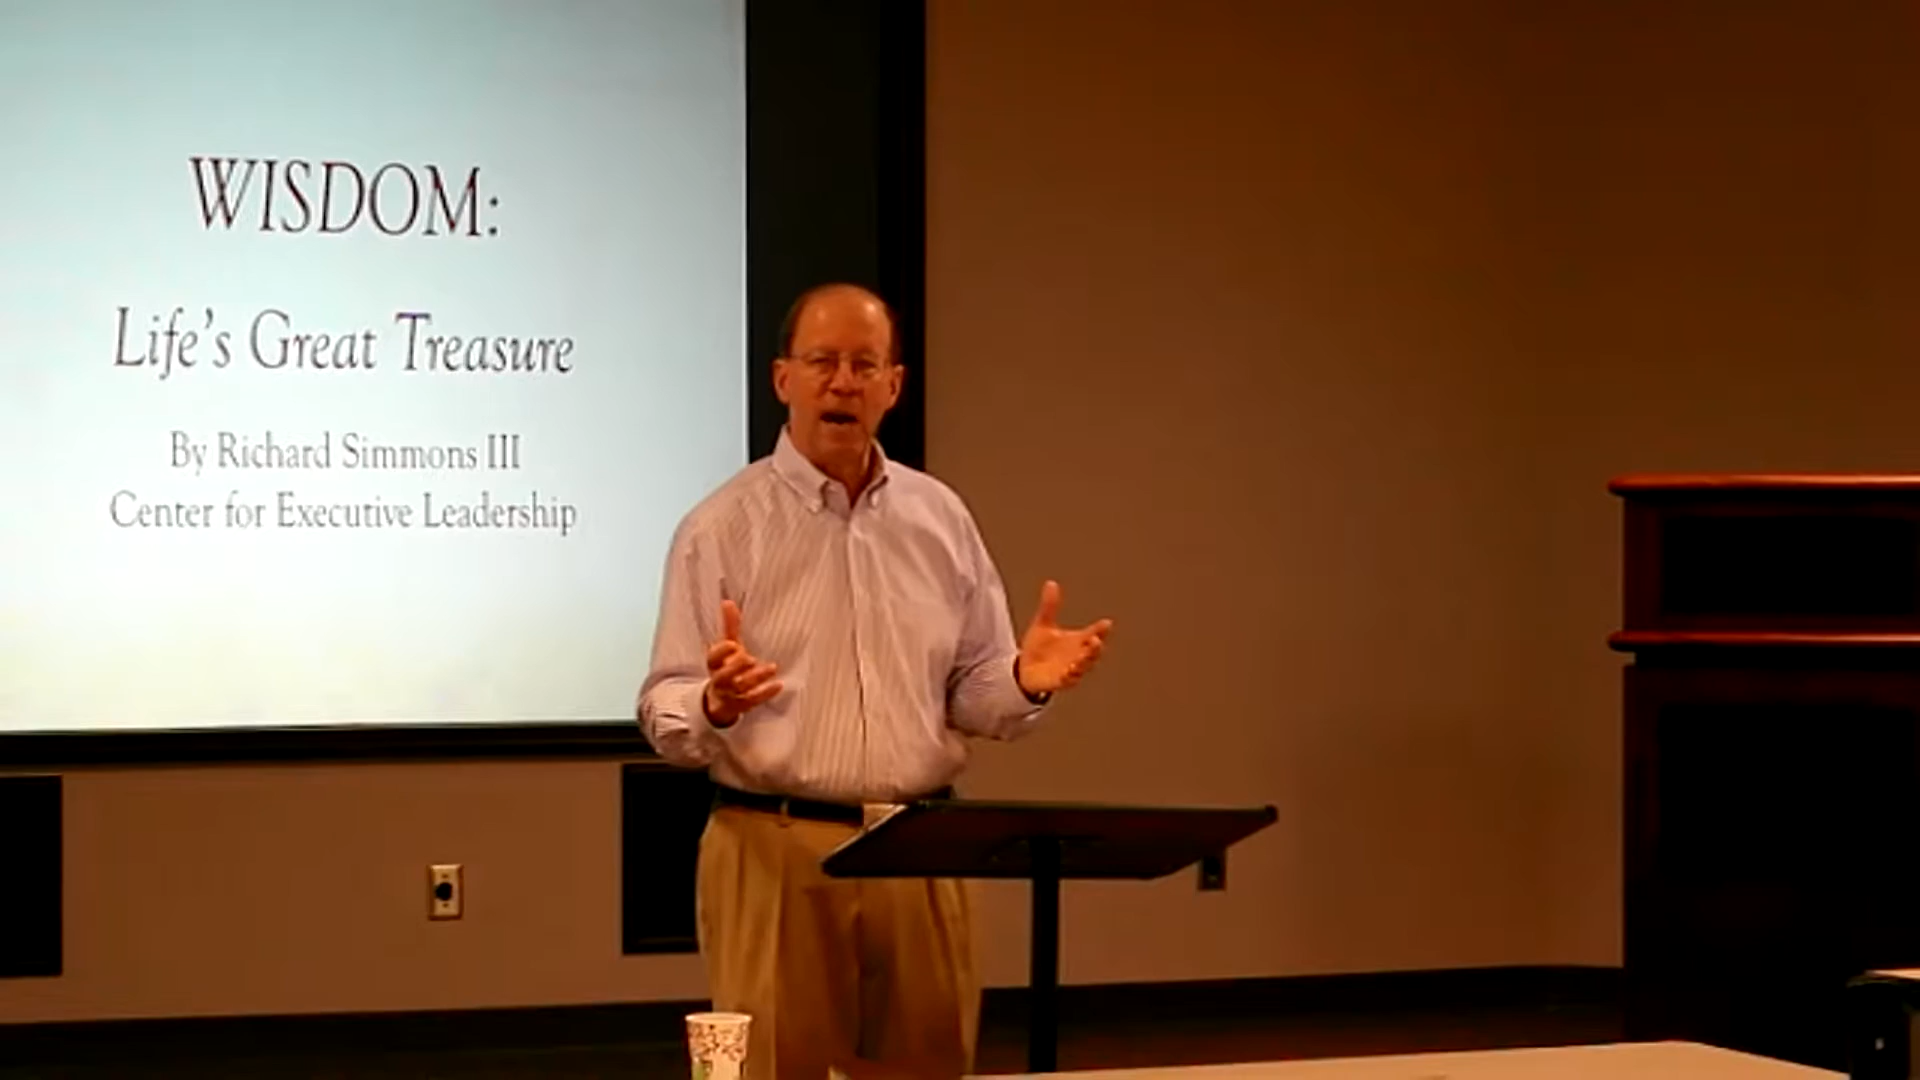 WISDOM:
Life's Great Treasure
By Richard Simmons III
Center for Executive Leadership